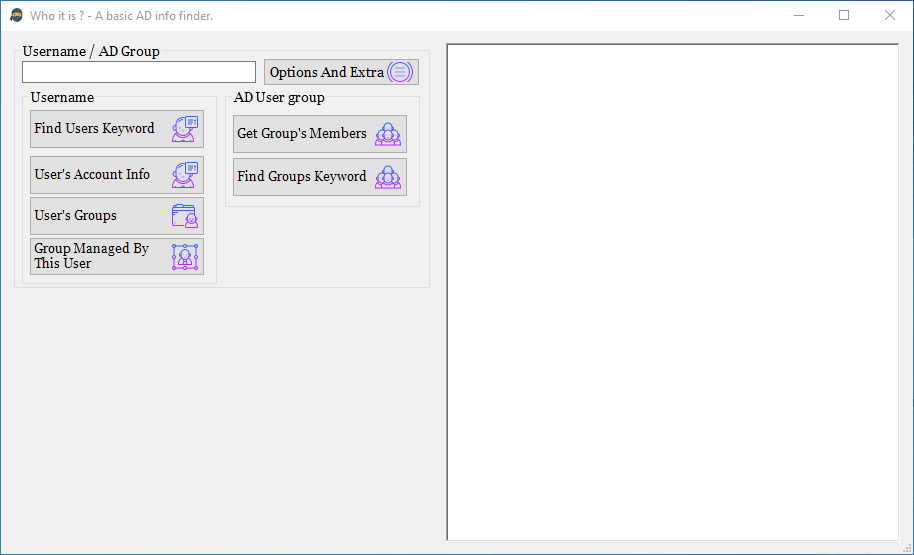 Who it is ? - A basic AD info finder.
Username / AD Group
Options And Extra
Username
Find Users Keyword
User's Account Info
User's Groups
Group Managed By
This User
AD User group
Get Group's Members
Find Groups Keyword